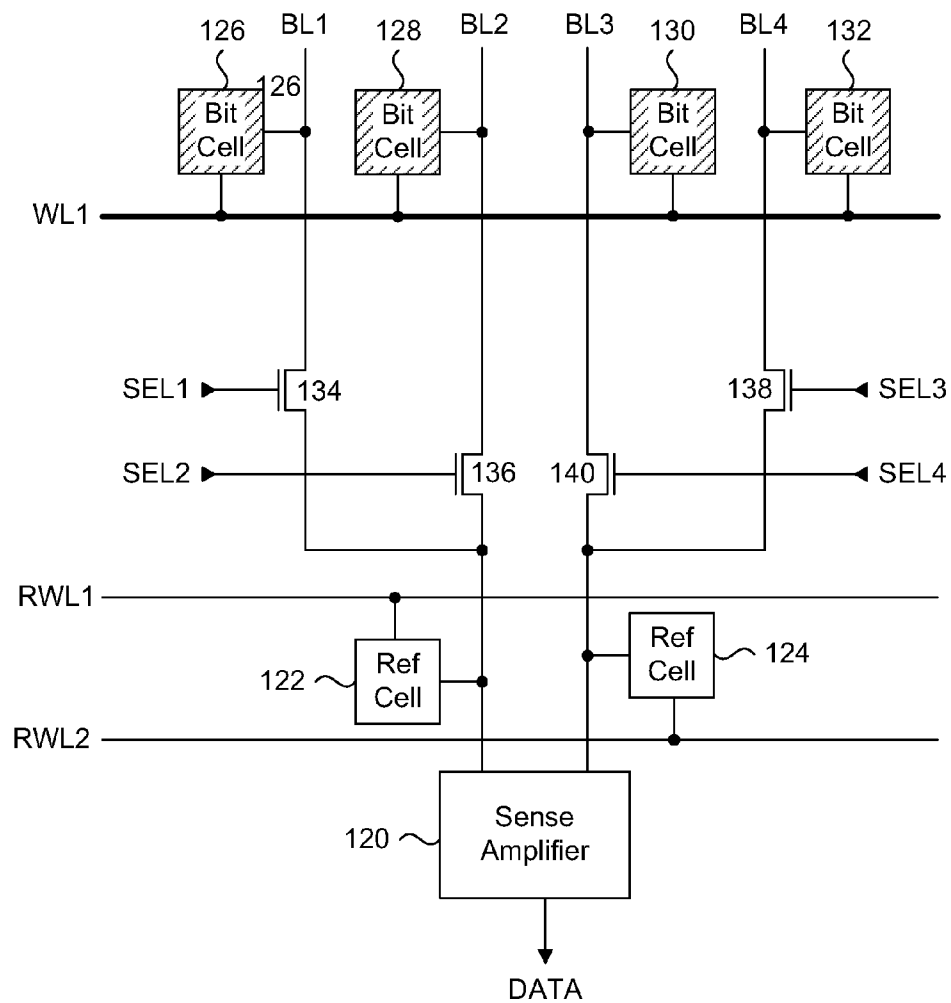 126 BL1 128 BL2 BL3 130 BL4 132
126
Bit Cell
Bit Cell
Bit Cell
Bit Cell
WL1
SEL1 134 138 SEL3
SEL2 136 140 SEL4
RWL1
122 Ref Cell
Ref Cell 124
RWL2
120 Sense Amplifier
DATA